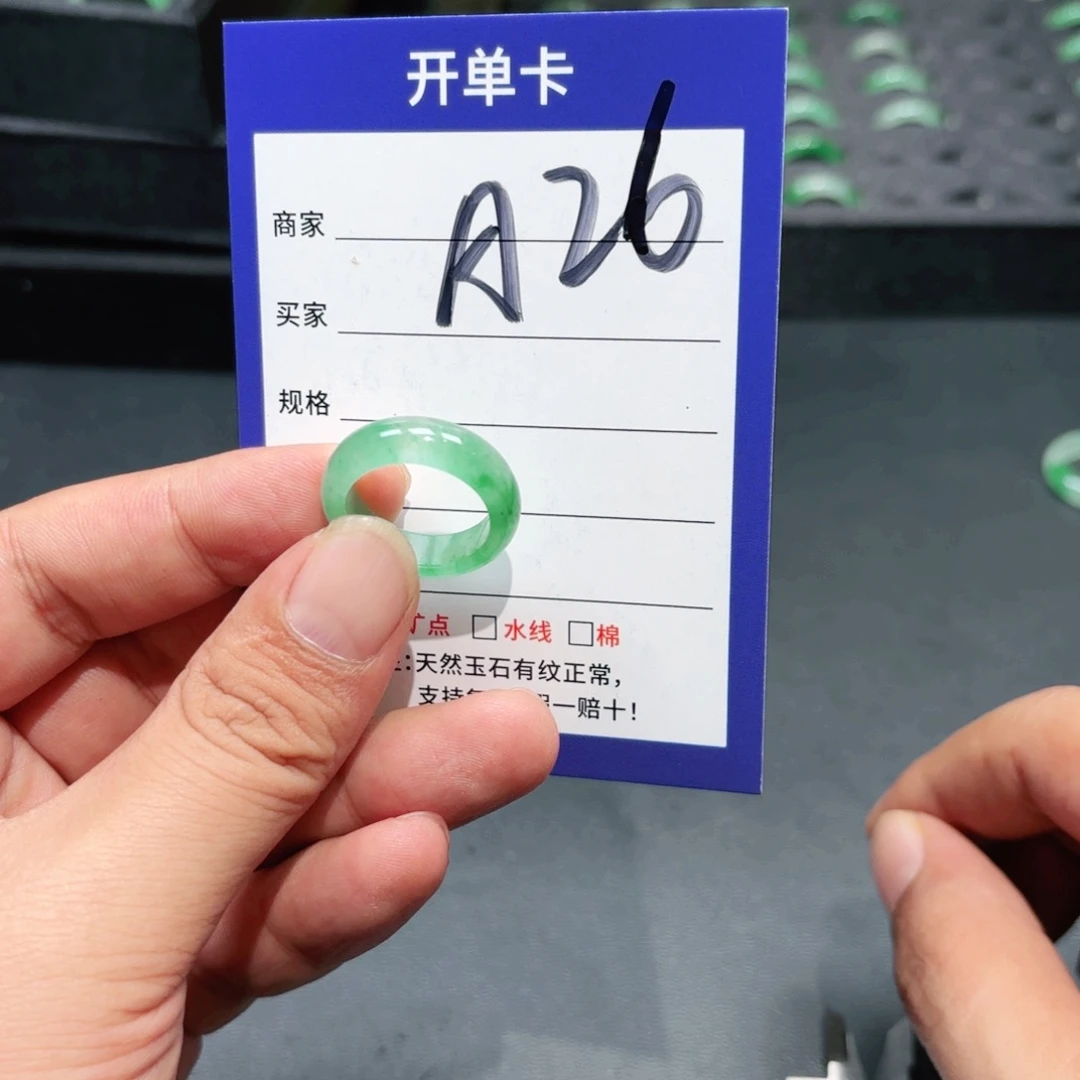 开单卡
商家 A26
买家
规格
点 □水线 □棉
：天然玉石有纹正常，
支持 一赔十！